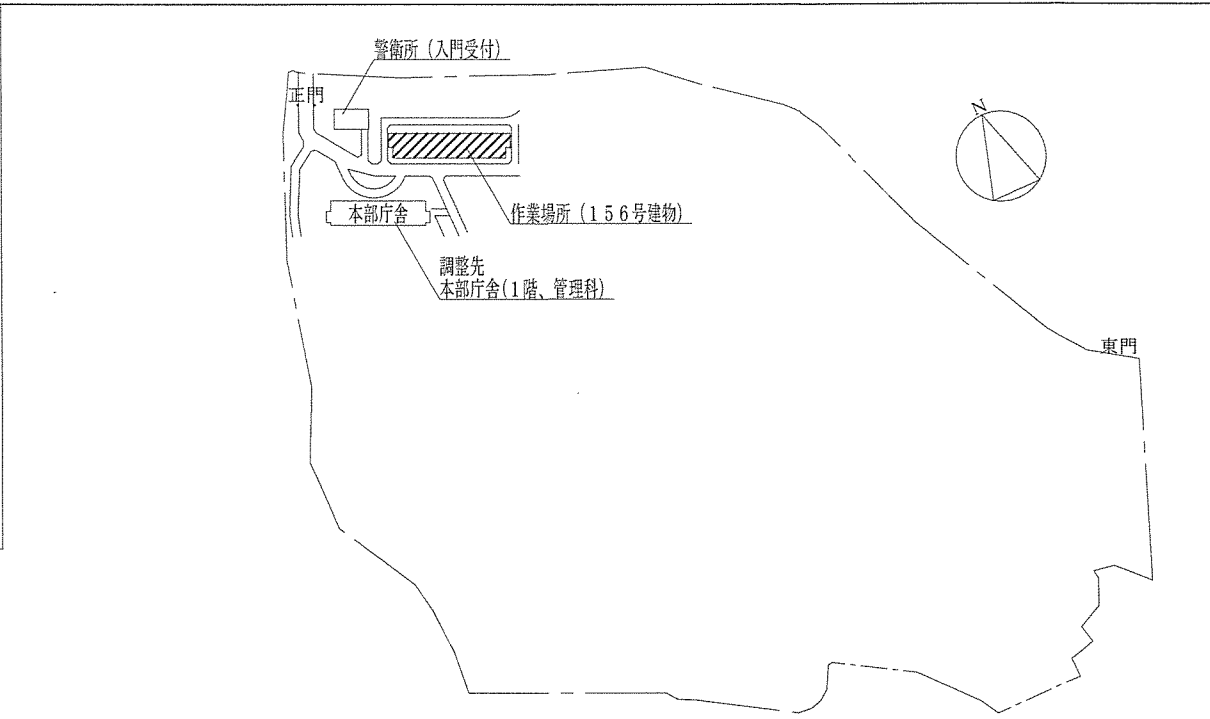 警衛所（入門受付）
正門
N
本部庁舎
作業場所（１５６号建物）
調整先
本部庁舎(1階、管理科)
東門